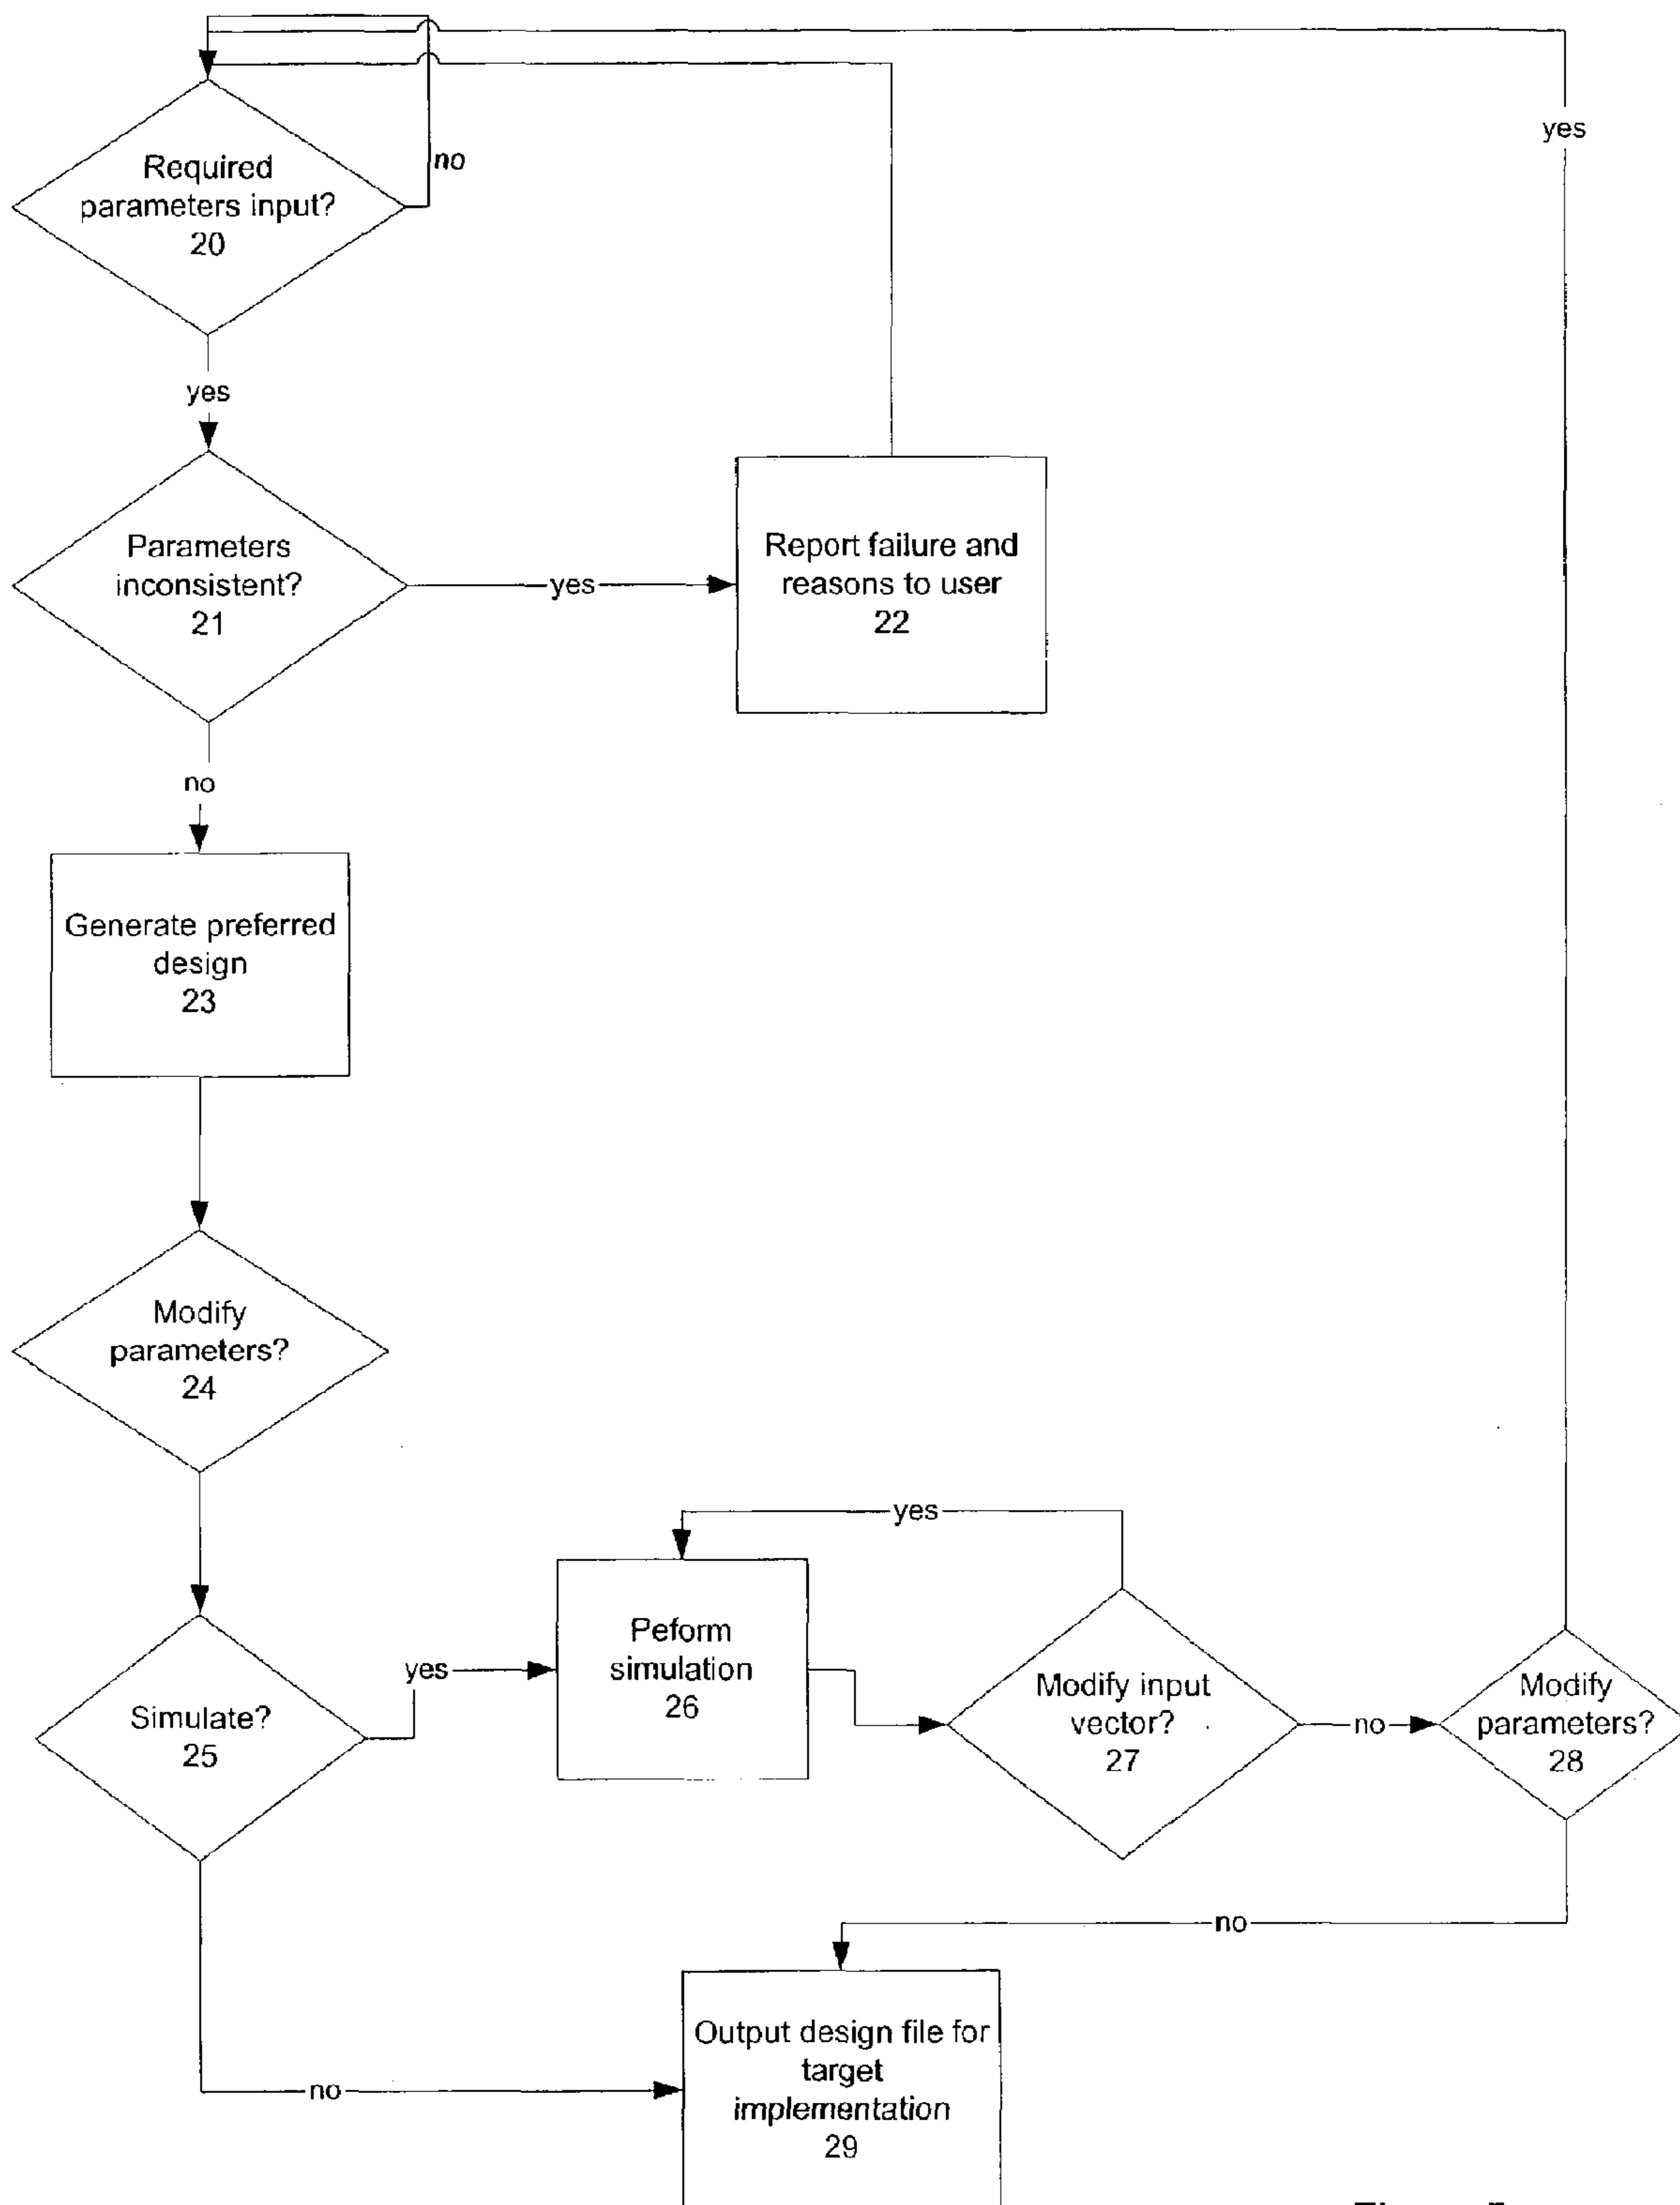 yes
no
Required
parameters input?
20
yes
Parameters
inconsistent?
21
yes
Report failure and
reasons to user
22
no
Generate preferred
design
23
Modify
parameters?
24
yes
Simulate?
25
yes
Peform
simulation
26
Modify input
vector?
27
no
Modify
parameters?
28
no
Output design file for
target
implementation
29
no